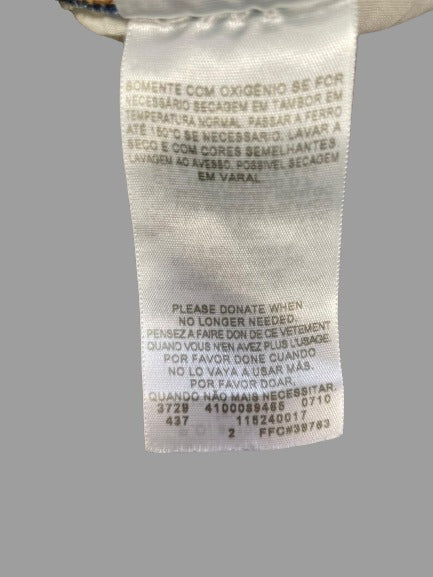 SOMENTE COM OXIGÊNIO SE FOR
NECESSÁRIO SECAGEM EM TAMBOR EM
TEMPERATURA NORMAL. PASSAR A FERRO
ATÉ 150°C SE NECESSÁRIO. LAVAR A
SECO E COM CORES SEMELHANTES.
LAVAGEM AO AVESSO. POSSÍVEL SECAGEM
EM VARAL
PLEASE DONATE WHEN
NO LONGER NEEDED.
PENSEZ A FAIRE DON DE CE VETEMENT
QUAND VOUS N'EN AVEZ PLUS L'USAGE.
POR FAVOR DONE CUANDO
NO LO VAYA A USAR MÁS.
POR FAVOR DOAR,
QUANDO NÃO MAIS NECESSITAR.
3729 4100089465 0710
437 115240017
2 FFC#39763